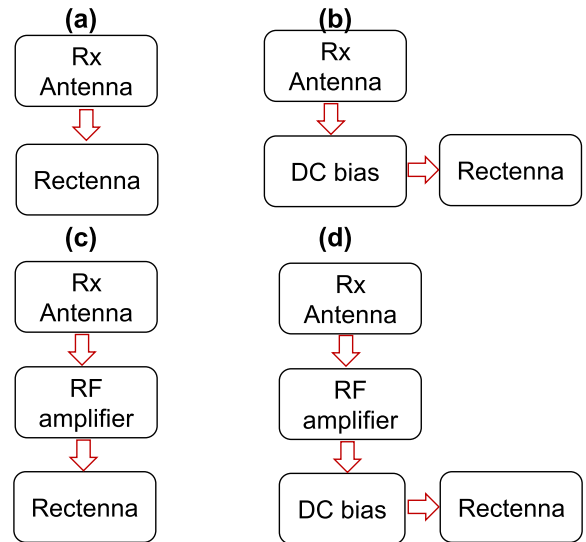 (a)
Rx
Antenna
Rectenna
(b)
Rx
Antenna
DC bias
Rectenna
(c)
Rx
Antenna
RF
amplifier
Rectenna
(d)
Rx
Antenna
RF
amplifier
DC bias
Rectenna